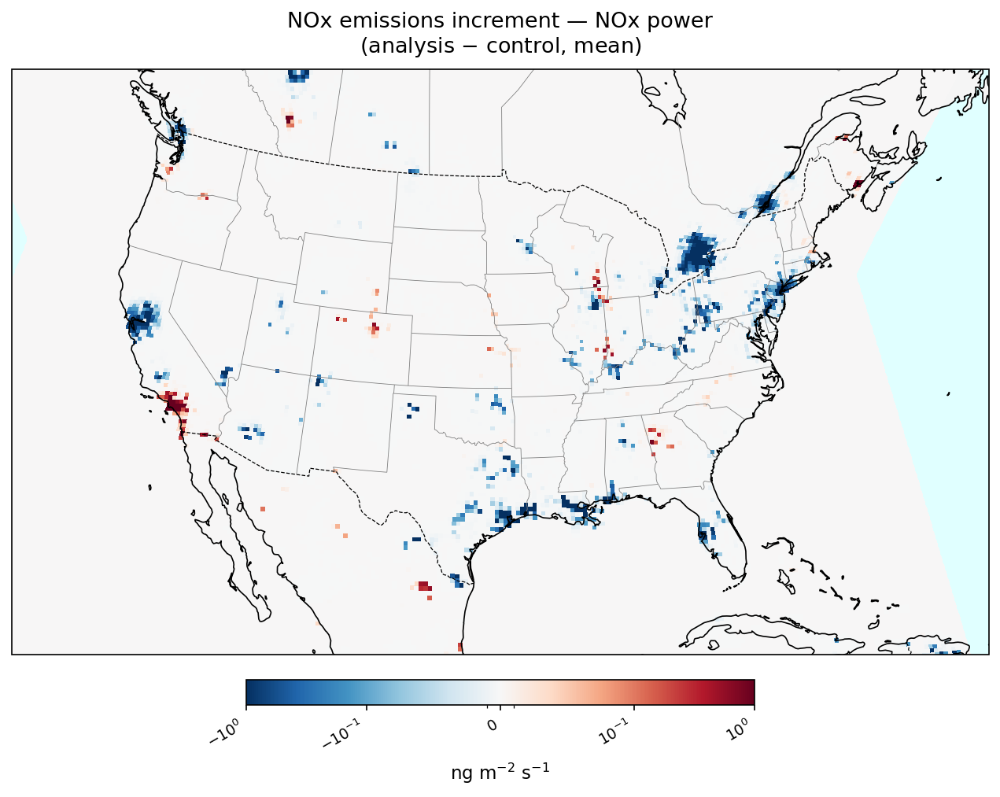 NOx emissions increment — NOx power
(analysis − control, mean)
−10⁰ −10⁻¹ 0 10⁻¹ 10⁰
ng m⁻² s⁻¹